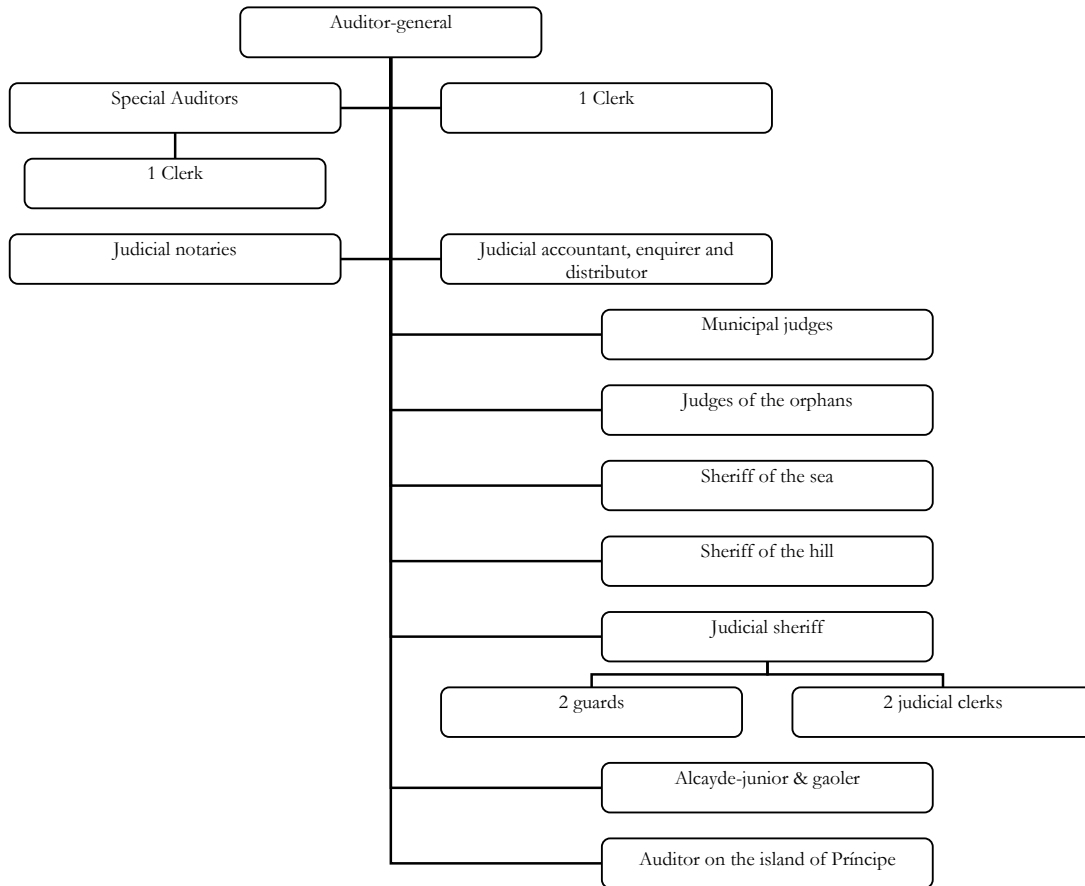 Auditor-general
Special Auditors
1 Clerk
1 Clerk
Judicial notaries
Judicial accountant, enquirer and
distributor
Municipal judges
Judges of the orphans
Sheriff of the sea
Sheriff of the hill
Judicial sheriff
2 guards
2 judicial clerks
Alcayde-junior & gaoler
Auditor on the island of Príncipe